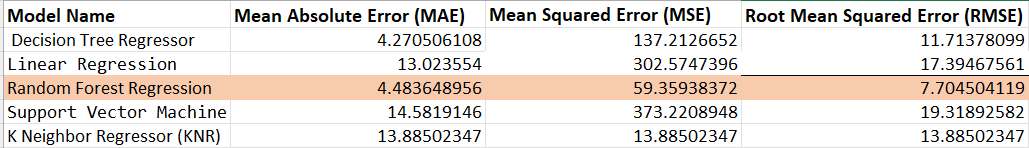 Model Name Mean Absolute Error (MAE) Mean Squared Error (MSE) Root Mean Squared Error (RMSE)
Decision Tree Regressor 4.270506108 137.2126652 11.71378099
Linear Regression 13.023554 302.5747396 17.39467561
Random Forest Regression 4.483648956 59.35938372 7.704504119
Support Vector Machine 14.5819146 373.2208948 19.31892582
K Neighbor Regressor (KNR) 13.88502347 13.88502347 13.88502347